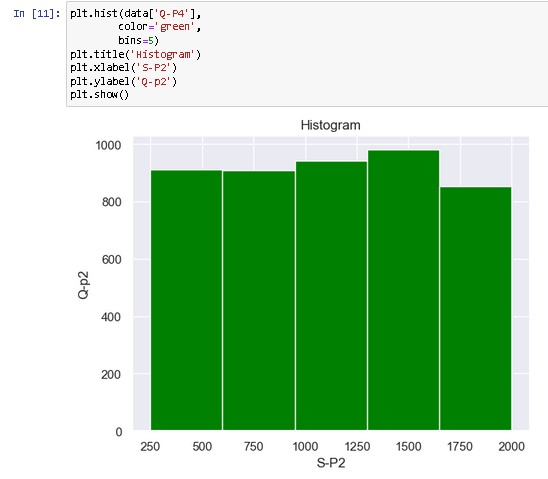 In [11]: plt.hist(data['Q-P4'],
color='green',
bins=5)
plt.title('Histogram')
plt.xlabel('S-P2')
plt.ylabel('Q-p2')
plt.show()
Histogram
1000
800
600
400
200
0
Q-p2
250 500 750 1000 1250 1500 1750 2000
S-P2